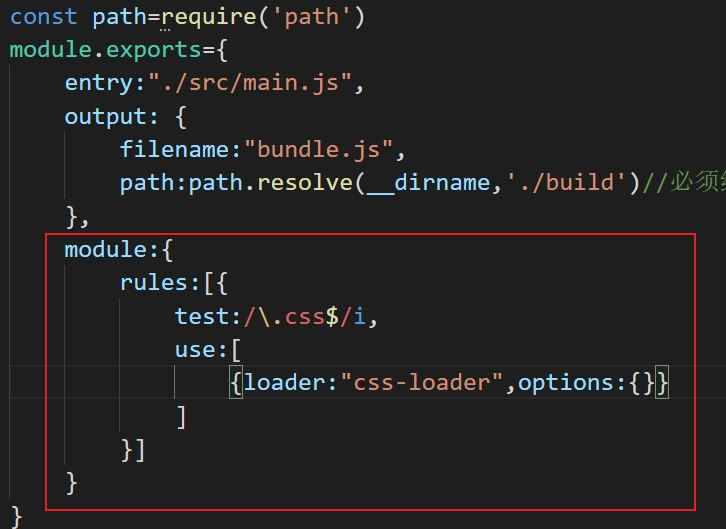 const path=require('path')
module.exports={
    entry:"./src/main.js",
    output: {
        filename:"bundle.js",
        path:path.resolve(__dirname,'./build')//必须
    },
    module:{
        rules:[{
            test:/\.css$/i,
            use:[
                {loader:"css-loader",options:{}}
            ]
        }]
    }
}